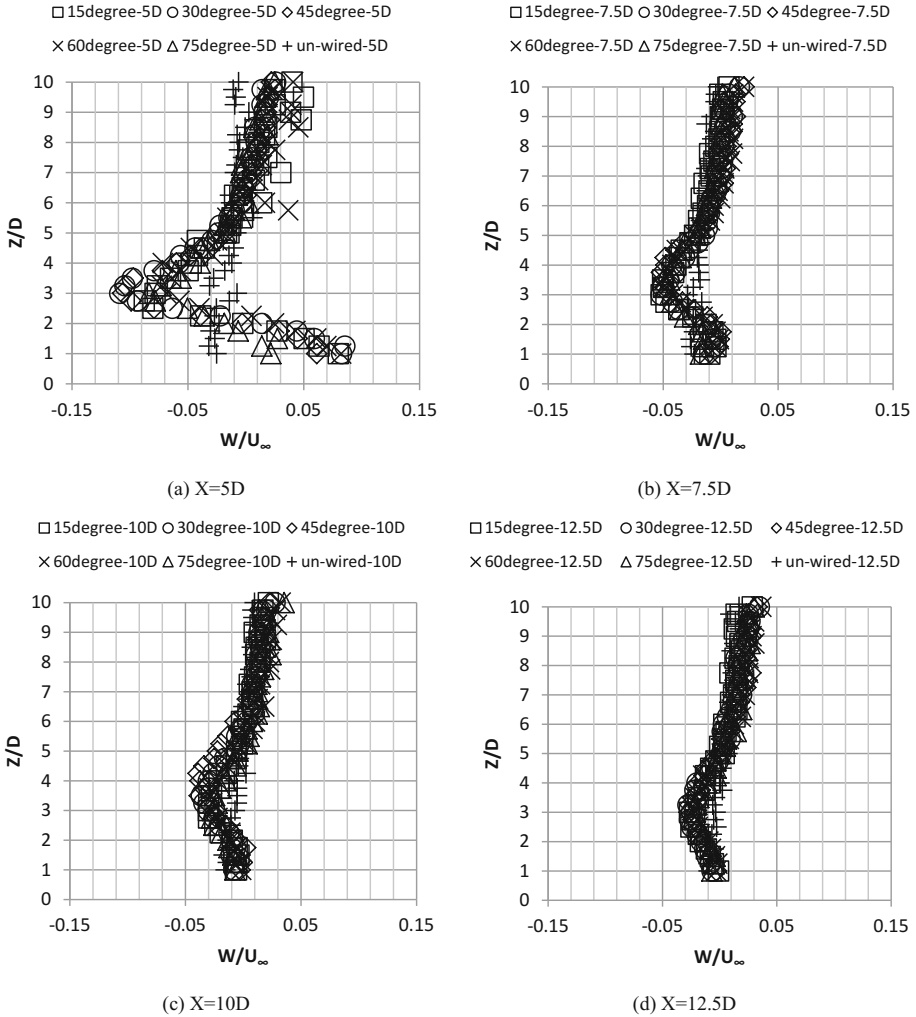 □ 15degree-5D ○ 30degree-5D ◇ 45degree-5D
× 60degree-5D △ 75degree-5D + un-wired-5D
10
9
8
7
6
5
4
3
2
1
0
Z/D
-0.15 -0.05 0.05 0.15
W/U∞
(a) X=5D
□ 15degree-7.5D ○ 30degree-7.5D ◇ 45degree-7.5D
× 60degree-7.5D △ 75degree-7.5D + un-wired-7.5D
10
9
8
7
6
5
4
3
2
1
0
Z/D
-0.15 -0.05 0.05 0.15
W/U∞
(b) X=7.5D
□ 15degree-10D ○ 30degree-10D ◇ 45degree-10D
× 60degree-10D △ 75degree-10D + un-wired-10D
10
9
8
7
6
5
4
3
2
1
0
Z/D
-0.15 -0.05 0.05 0.15
W/U∞
(c) X=10D
□ 15degree-12.5D ○ 30degree-12.5D ◇ 45degree-12.5D
× 60degree-12.5D △ 75degree-12.5D + un-wired-12.5D
10
9
8
7
6
5
4
3
2
1
0
Z/D
-0.15 -0.05 0.05 0.15
W/U∞
(d) X=12.5D